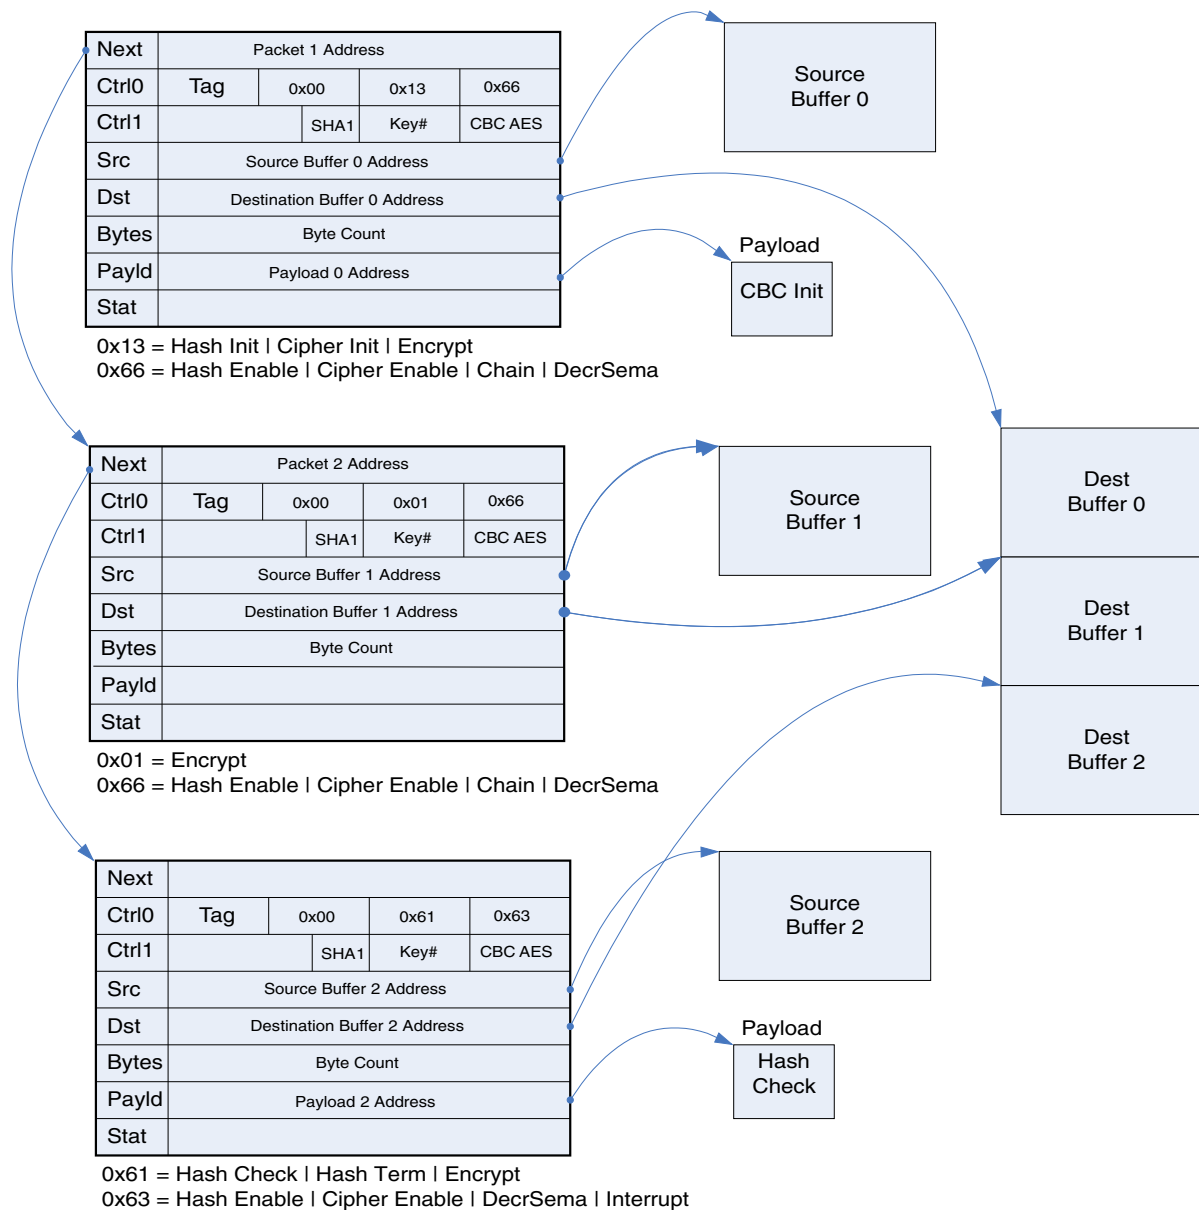 Next Packet 1 Address
Ctrl0 Tag 0x00 0x13 0x66
Ctrl1 SHA1 Key# CBC AES
Src Source Buffer 0 Address
Dst Destination Buffer 0 Address
Bytes Byte Count
Payld Payload 0 Address
Stat
0x13 = Hash Init | Cipher Init | Encrypt
0x66 = Hash Enable | Cipher Enable | Chain | DecrSema
Source
Buffer 0
Payload
CBC Init
Next Packet 2 Address
Ctrl0 Tag 0x00 0x01 0x66
Ctrl1 SHA1 Key# CBC AES
Src Source Buffer 1 Address
Dst Destination Buffer 1 Address
Bytes Byte Count
Payld
Stat
0x01 = Encrypt
0x66 = Hash Enable | Cipher Enable | Chain | DecrSema
Source
Buffer 1
Dest
Buffer 0
Dest
Buffer 1
Dest
Buffer 2
Next
Ctrl0 Tag 0x00 0x61 0x63
Ctrl1 SHA1 Key# CBC AES
Src Source Buffer 2 Address
Dst Destination Buffer 2 Address
Bytes Byte Count
Payld Payload 2 Address
Stat
0x61 = Hash Check | Hash Term | Encrypt
0x63 = Hash Enable | Cipher Enable | DecrSema | Interrupt
Source
Buffer 2
Payload
Hash
Check